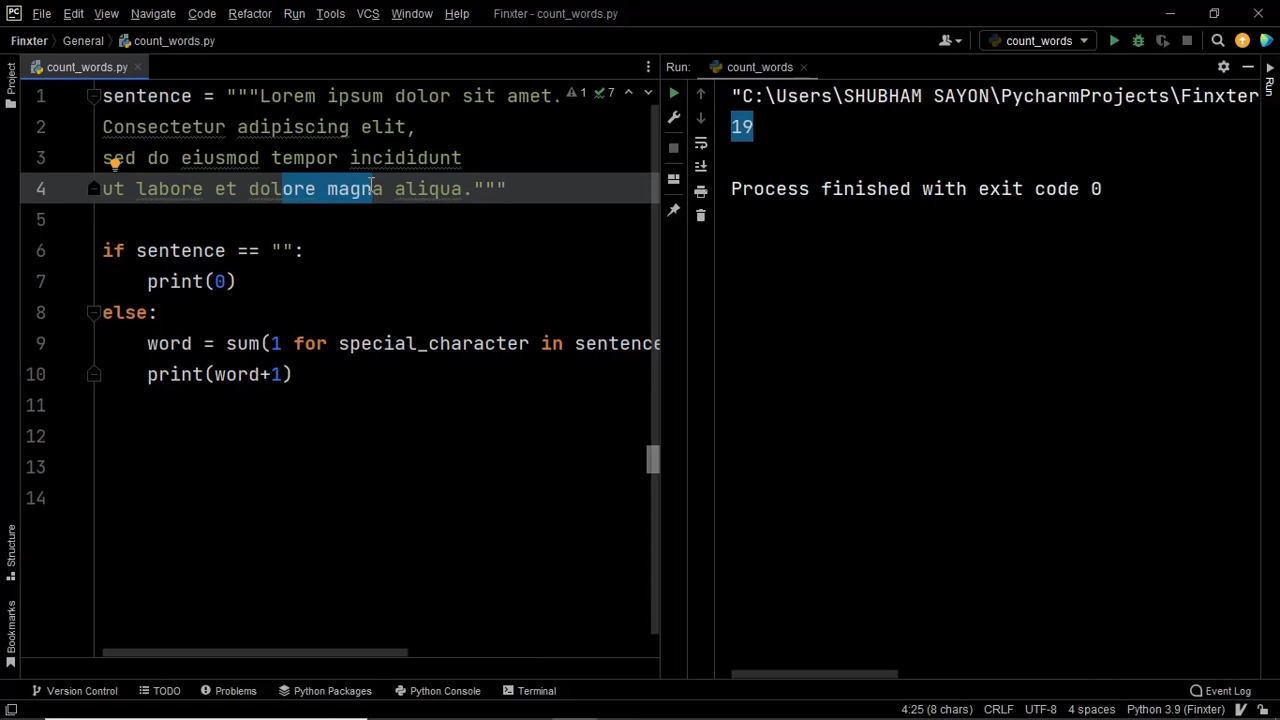 PC File Edit View Navigate Code Refactor Run Tools VCS Window Help Finxter - count_words.py
Finxter General count_words.py count_words
Project count_words.py Run: count_words Run
1 sentence = """Lorem ipsum dolor sit amet. 1 7 "C:\Users\SHUBHAM SAYON\PycharmProjects\Finxter
2 Consectetur adipiscing elit, 19
3 sed do eiusmod tempor incididunt
4 ut labore et dolore magna aliqua.""" Process finished with exit code 0
5
6 if sentence == "":
7 print(0)
8 else:
9 word = sum(1 for special_character in sentence
10 print(word+1)
11
12
13
14
Structure
Bookmarks
Version Control TODO Problems Python Packages Python Console Terminal Event Log
4:25 (8 chars) CRLF UTF-8 4 spaces Python 3.9 (Finxter)